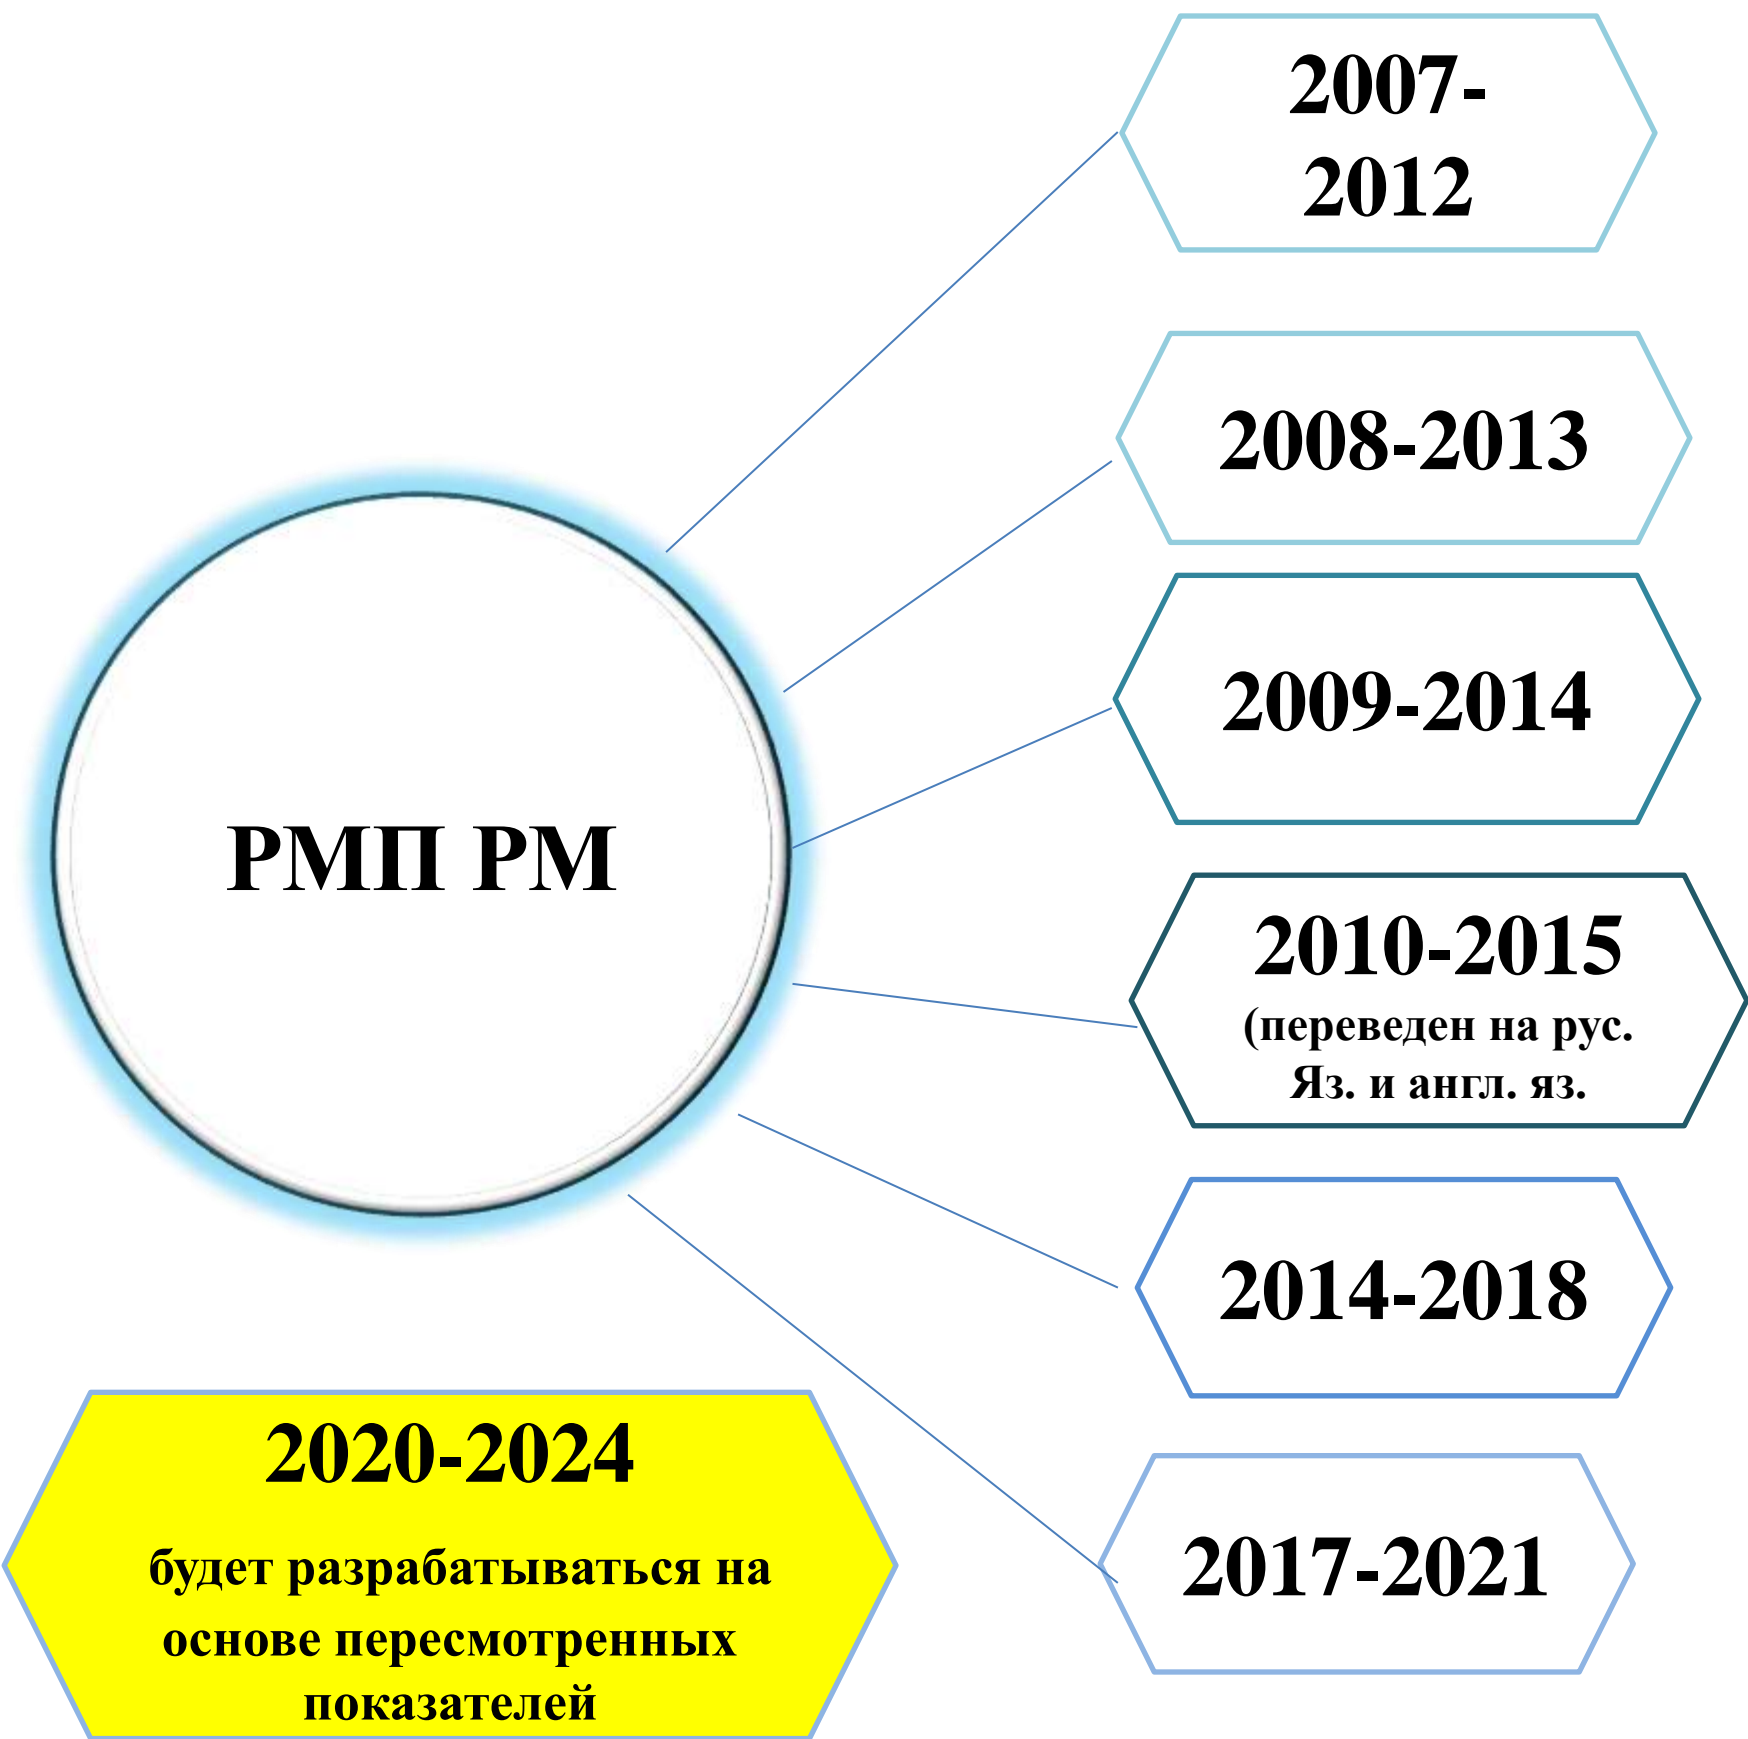 2007-
2012
2008-2013
2009-2014
РМП РМ
2010-2015
(переведен на рус.
Яз. и англ. яз.
2014-2018
2017-2021
2020-2024
будет разрабатываться на
основе пересмотренных
показателей